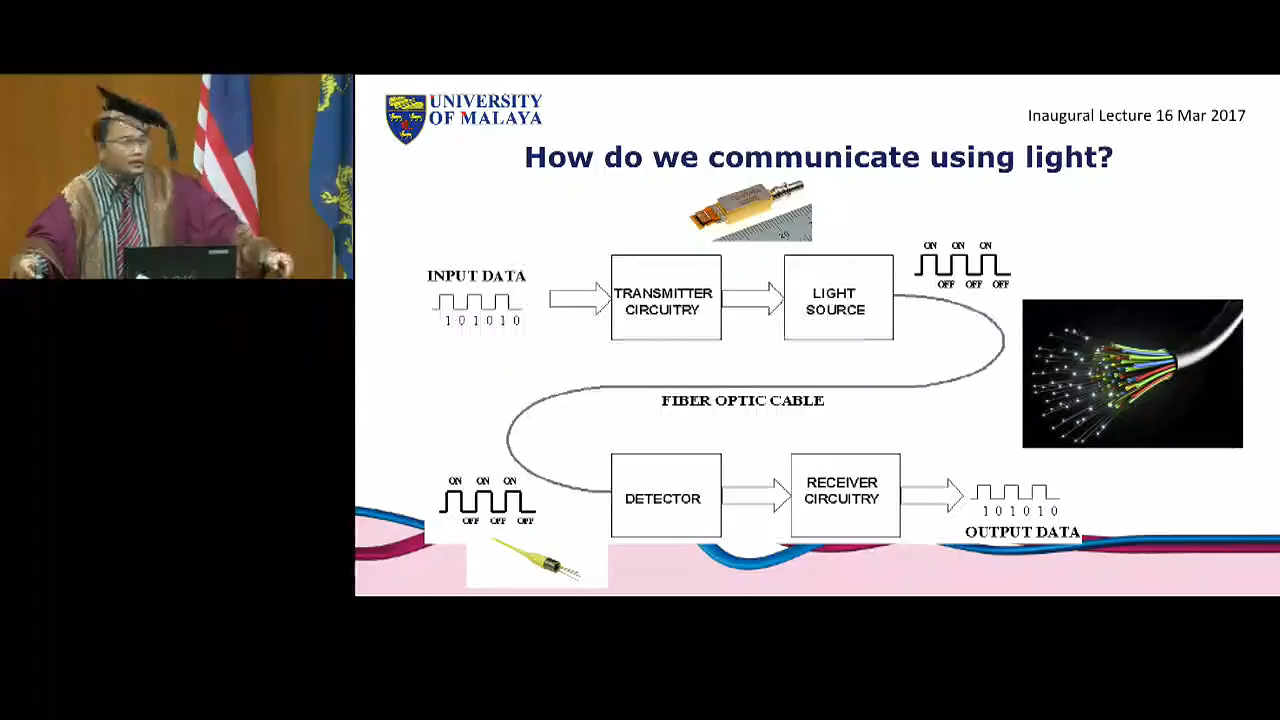 UNIVERSITY
OF MALAYA
Inaugural Lecture 16 Mar 2017
How do we communicate using light?
ON ON ON
OFF OFF OFF
INPUT DATA
1 0 1 0 1 0
TRANSMITTER
CIRCUITRY
LIGHT
SOURCE
FIBER OPTIC CABLE
ON ON ON
OFF OFF OFF
DETECTOR
RECEIVER
CIRCUITRY
1 0 1 0 1 0
OUTPUT DATA